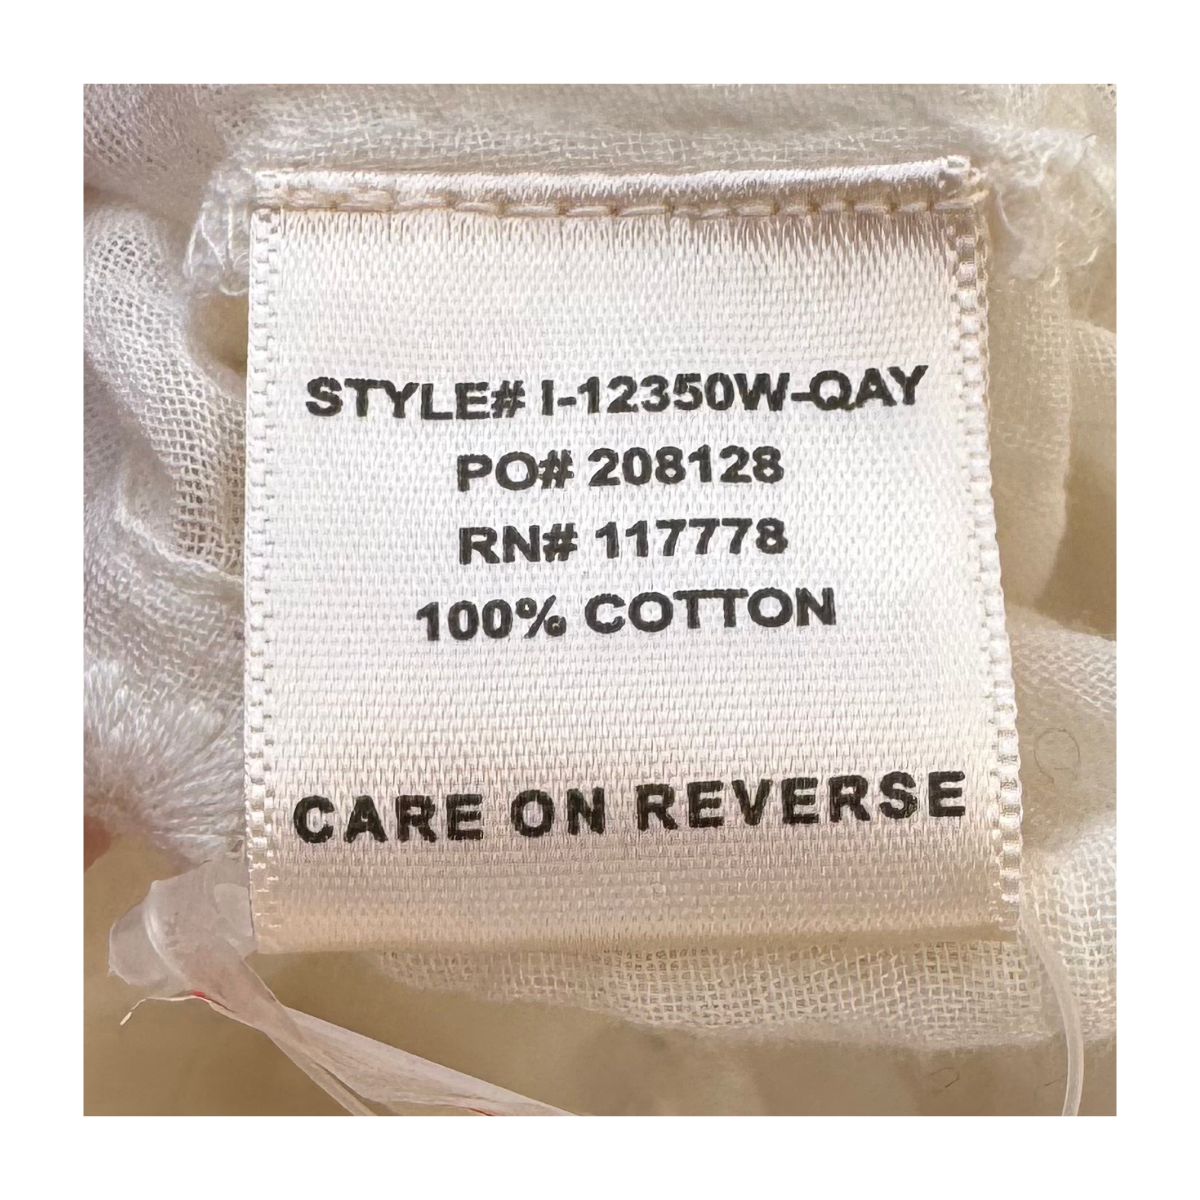 STYLE# I-12350W-QAY
PO# 208128
RN# 117778
100% COTTON
CARE ON REVERSE